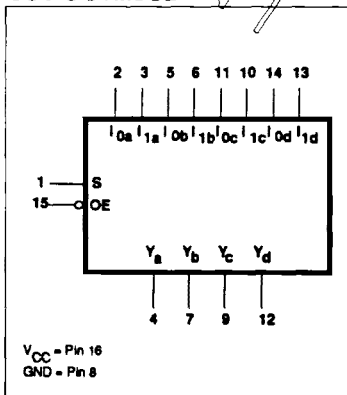 2 3 5 6 11 10 14 13
I0a I1a I0b I1b I0c I1c I0d I1d
1 S
15 OE
Ya Yb Yc Yd
4 7 9 12
VCC = Pin 16
GND = Pin 8